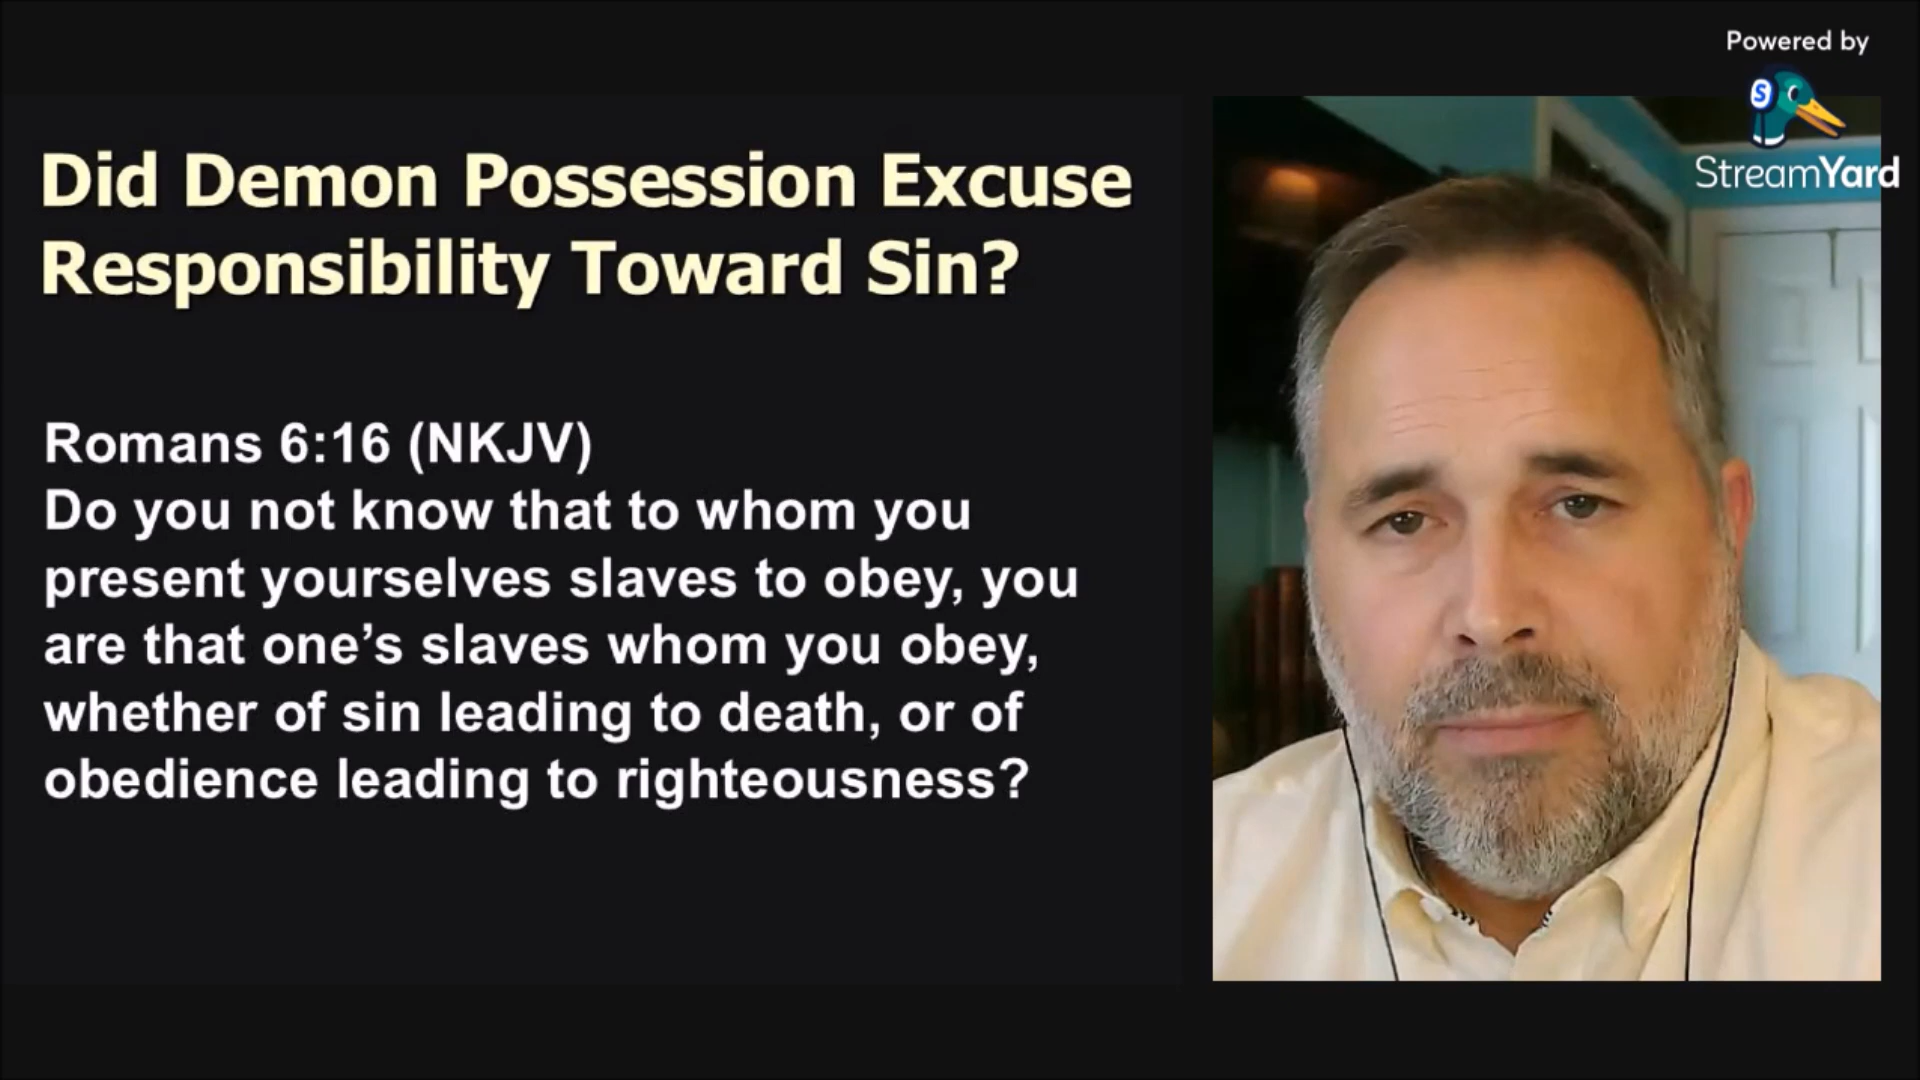 Did Demon Possession Excuse
Responsibility Toward Sin?
Romans 6:16 (NKJV)
Do you not know that to whom you
present yourselves slaves to obey, you
are that one’s slaves whom you obey,
whether of sin leading to death, or of
obedience leading to righteousness?
Powered by
S
StreamYard